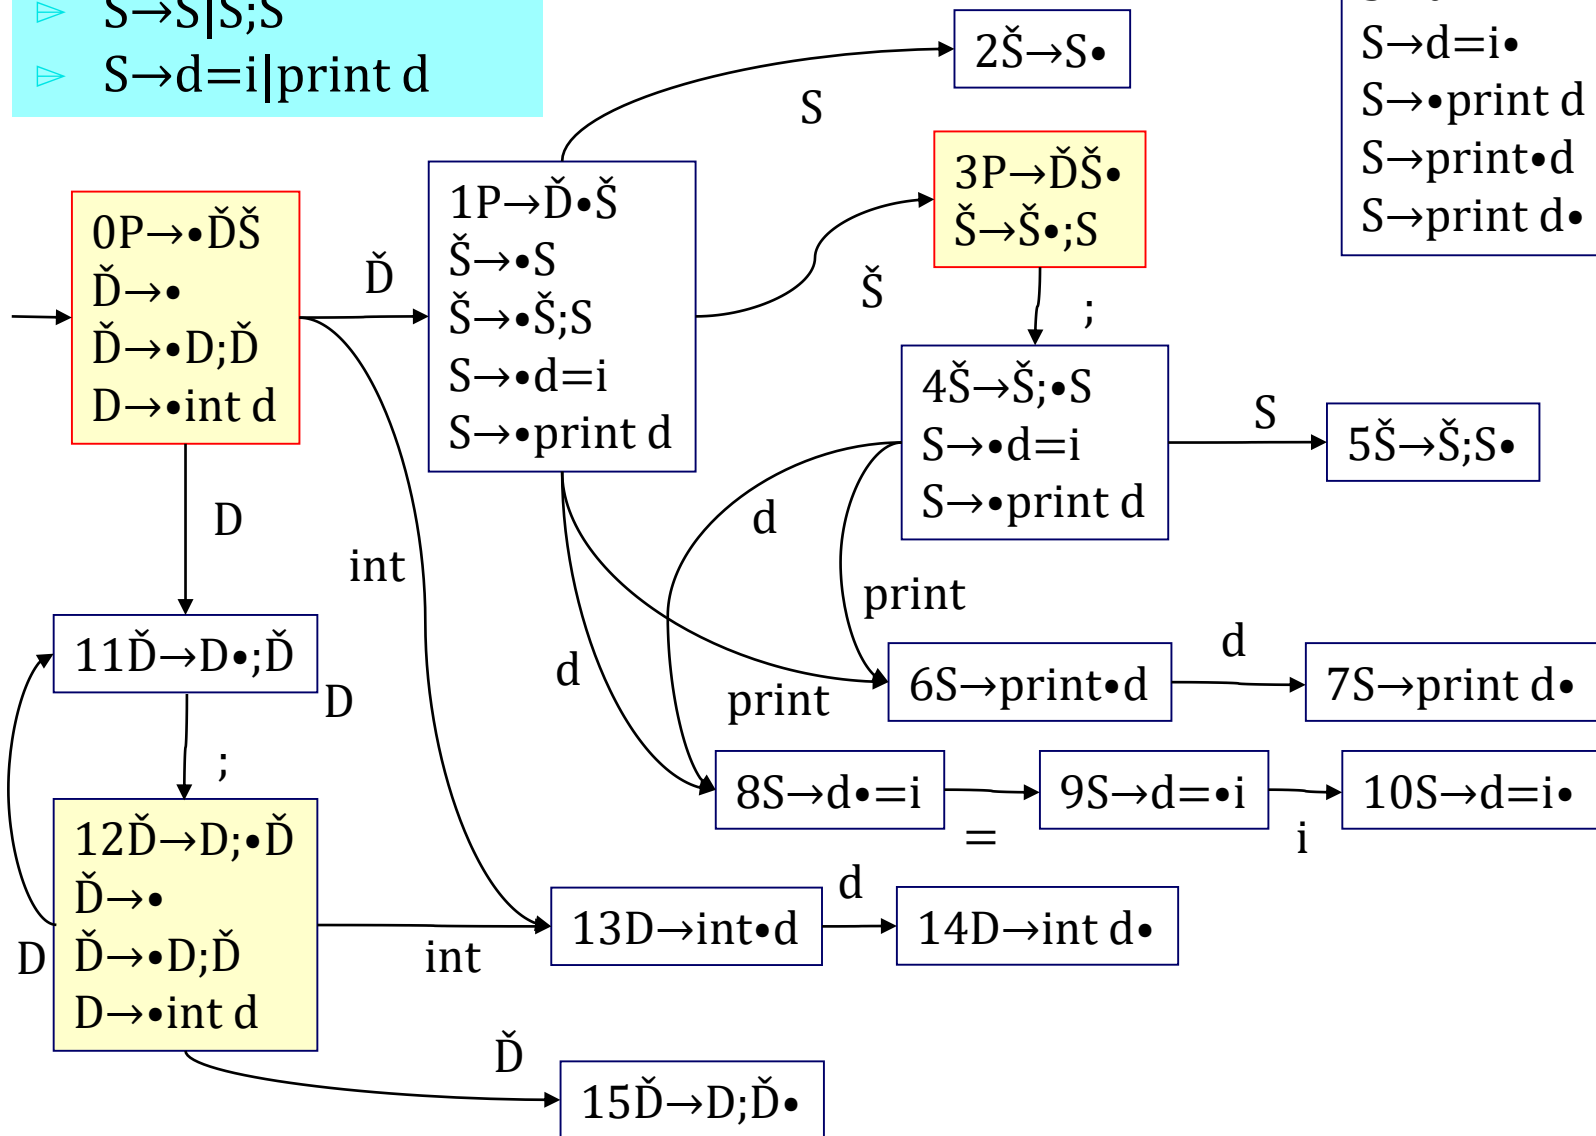 ➢ Š→S|Š;S
➢ S→d=i|print d
2Š→S•
S→d=i•
S→•print d
S→print•d
S→print d•
S
0P→•ĎŠ
Ď→•
Ď→•D;Ď
D→•int d
Ď
1P→Ď•Š
Š→•S
Š→•Š;S
S→•d=i
S→•print d
3P→ĎŠ•
Š→Š•;S
Š
;
4Š→Š;•S
S→•d=i
S→•print d
S
5Š→Š;S•
D
int
d
print
11Ď→D•;Ď
D
d
print
6S→print•d
d
7S→print d•
;
8S→d•=i
=
9S→d=•i
i
10S→d=i•
12Ď→D;•Ď
Ď→•
Ď→•D;Ď
D→•int d
D
int
13D→int•d
d
14D→int d•
Ď
15Ď→D;Ď•